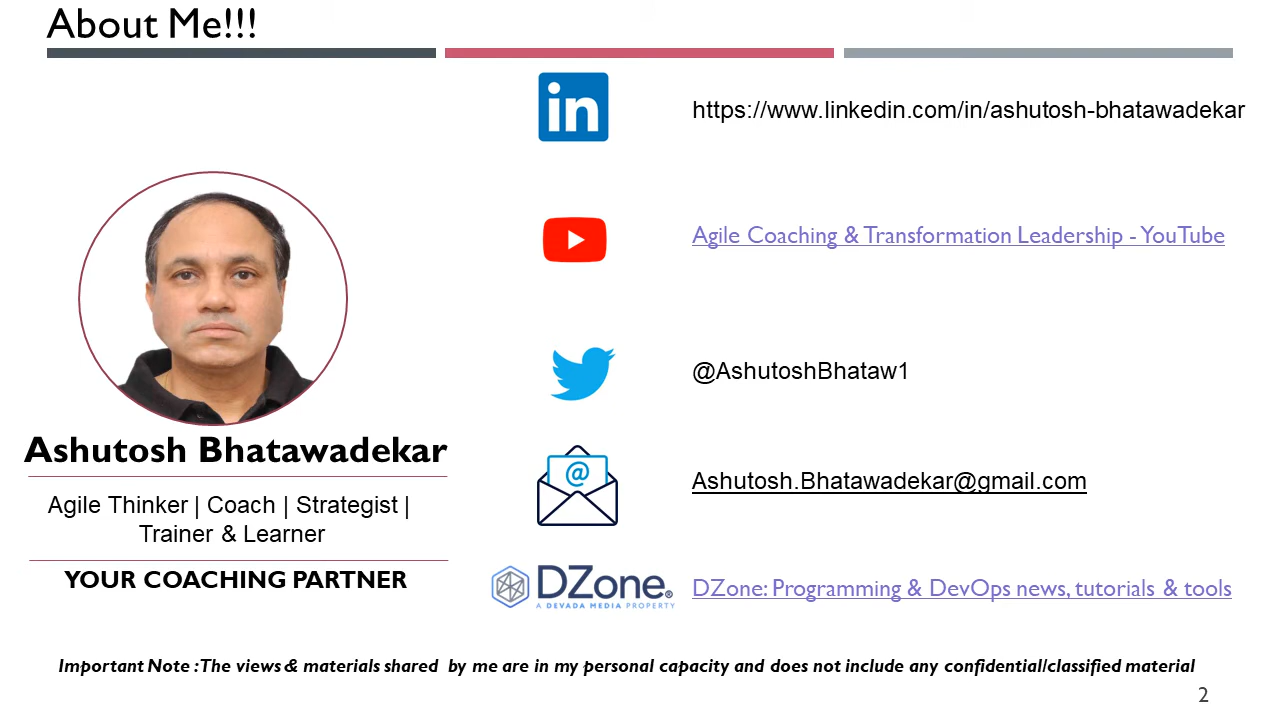 About Me!!!
in
https://www.linkedin.com/in/ashutosh-bhatawadekar
Agile Coaching & Transformation Leadership - YouTube
@AshutoshBhataw1
Ashutosh Bhatawadekar
Agile Thinker | Coach | Strategist |
Trainer & Learner
YOUR COACHING PARTNER
@
Ashutosh.Bhatawadekar@gmail.com
DZone.®
A DEVADA MEDIA PROPERTY
DZone: Programming & DevOps news, tutorials & tools
Important Note : The views & materials shared by me are in my personal capacity and does not include any confidential/classified material
2